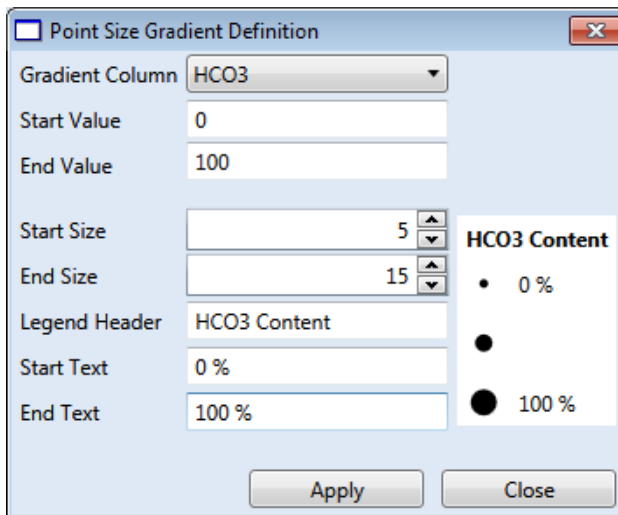 Point Size Gradient Definition
Gradient Column HCO3
Start Value 0
End Value 100
Start Size 5
End Size 15
Legend Header HCO3 Content
Start Text 0 %
End Text 100 %
HCO3 Content
0 %
100 %
Apply Close